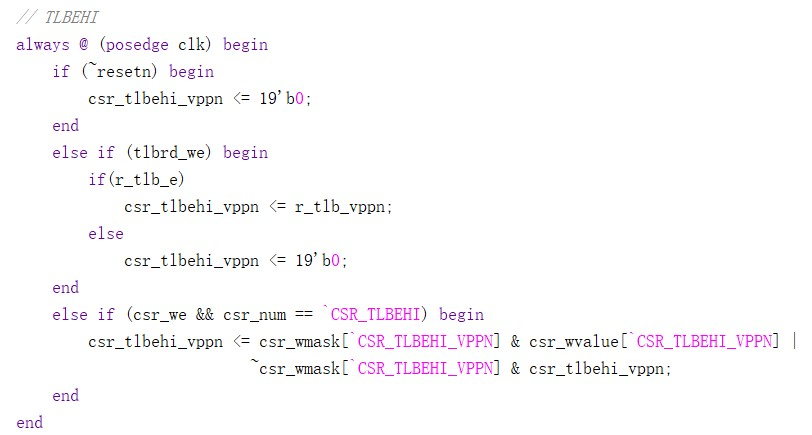 // TLBEHI
always @ (posedge clk) begin
    if (~resetn) begin
        csr_tlbehi_vppn <= 19'b0;
    end
    else if (tlbrd_we) begin
        if(r_tlb_e)
            csr_tlbehi_vppn <= r_tlb_vppn;
        else
            csr_tlbehi_vppn <= 19'b0;
    end
    else if (csr_we && csr_num == `CSR_TLBEHI) begin
        csr_tlbehi_vppn <= csr_wmask[`CSR_TLBEHI_VPPN] & csr_wvalue[`CSR_TLBEHI_VPPN] |
                          ~csr_wmask[`CSR_TLBEHI_VPPN] & csr_tlbehi_vppn;
    end
end